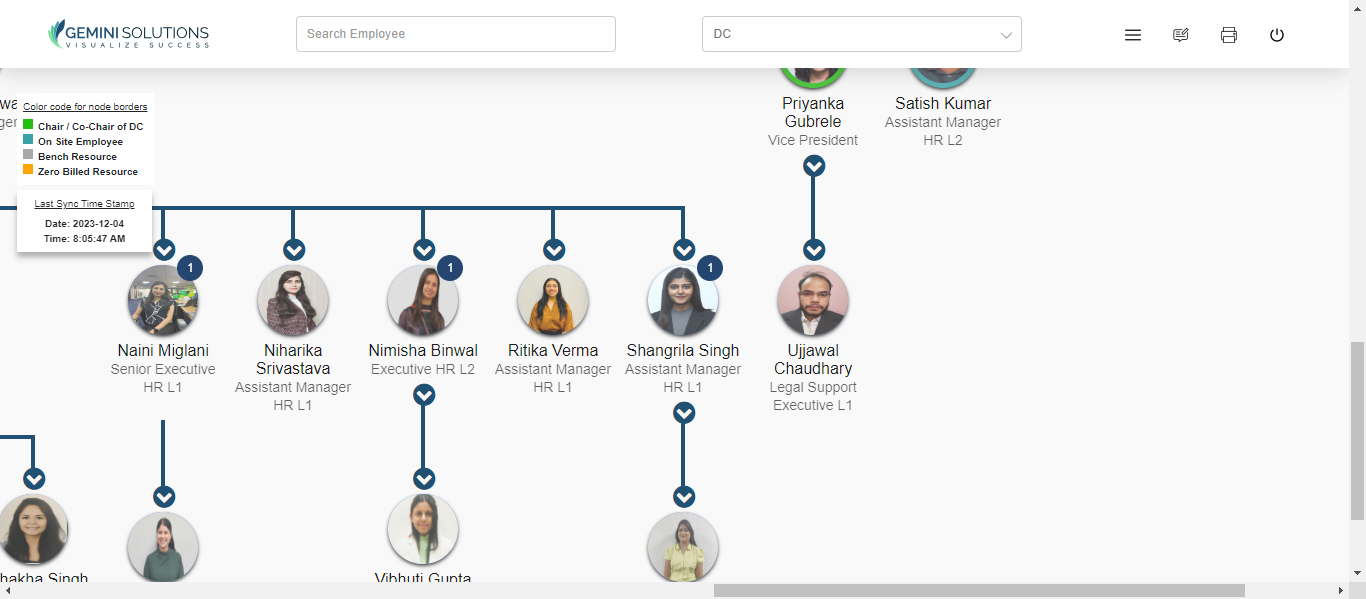 GEMINI SOLUTIONS
VISUALIZE SUCCESS
Search Employee
DC
Color code for node borders
Chair / Co-Chair of DC
On Site Employee
Bench Resource
Zero Billed Resource
Last Sync Time Stamp
Date: 2023-12-04
Time: 8:05:47 AM
Priyanka
Gubrele
Vice President
Satish Kumar
Assistant Manager
HR L2
1
Naini Miglani
Senior Executive
HR L1
Niharika
Srivastava
Assistant Manager
HR L1
1
Nimisha Binwal
Executive HR L2
Ritika Verma
Assistant Manager
HR L1
1
Shangrila Singh
Assistant Manager
HR L1
Ujjawal
Chaudhary
Legal Support
Executive L1
hakha Singh
Vibhuti Gupta